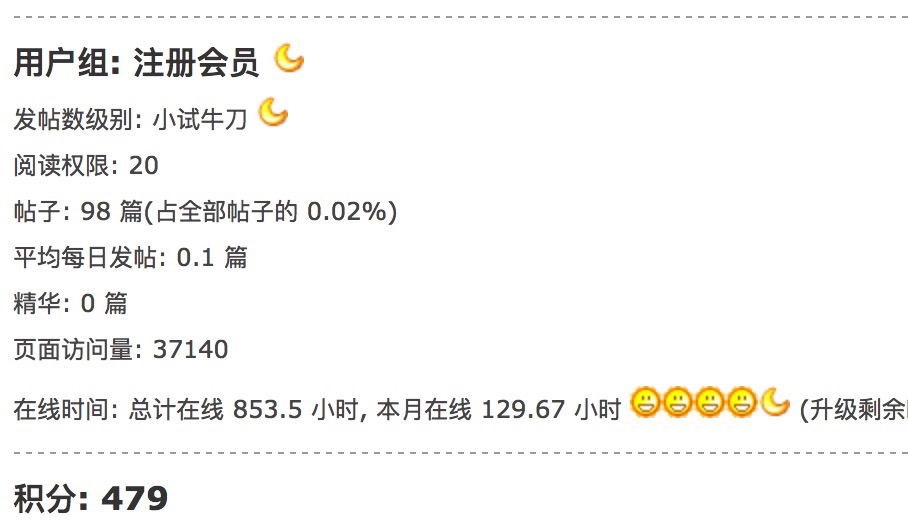 用户组: 注册会员
发帖数级别: 小试牛刀
阅读权限: 20
帖子: 98 篇(占全部帖子的 0.02%)
平均每日发帖: 0.1 篇
精华: 0 篇
页面访问量: 37140
在线时间: 总计在线 853.5 小时, 本月在线 129.67 小时 (升级剩余
积分: 479